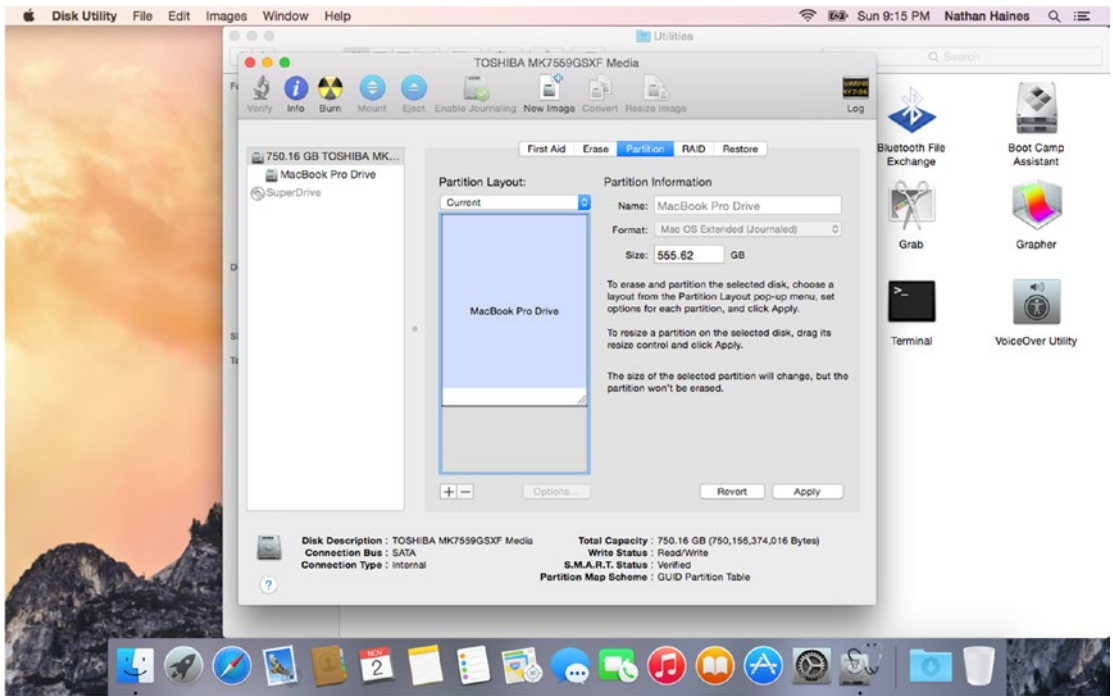 Disk Utility File Edit Images Window Help
Sun 9:15 PM Nathan Haines
Utilities
Search
TOSHIBA MK7559GSXF Media
Verify Info Burn Mount Eject Enable Journaling New Image Convert Resize Image Log
750.16 GB TOSHIBA MK...
MacBook Pro Drive
SuperDrive
First Aid Erase Partition RAID Restore
Partition Layout:
Current
MacBook Pro Drive
Partition Information
Name: MacBook Pro Drive
Format: Mac OS Extended (Journaled)
Size: 555.62 GB
To erase and partition the selected disk, choose a
layout from the Partition Layout pop-up menu, set
options for each partition, and click Apply.
To resize a partition on the selected disk, drag its
resize control and click Apply.
The size of the selected partition will change, but the
partition won't be erased.
+ − Options... Revert Apply
Disk Description : TOSHIBA MK7559GSXF Media
Connection Bus : SATA
Connection Type : Internal
Total Capacity : 750.16 GB (750,156,374,016 Bytes)
Write Status : Read/Write
S.M.A.R.T. Status : Verified
Partition Map Scheme : GUID Partition Table
?
Bluetooth File
Exchange
Boot Camp
Assistant
Grab
Grapher
Terminal
VoiceOver Utility
NOV
2